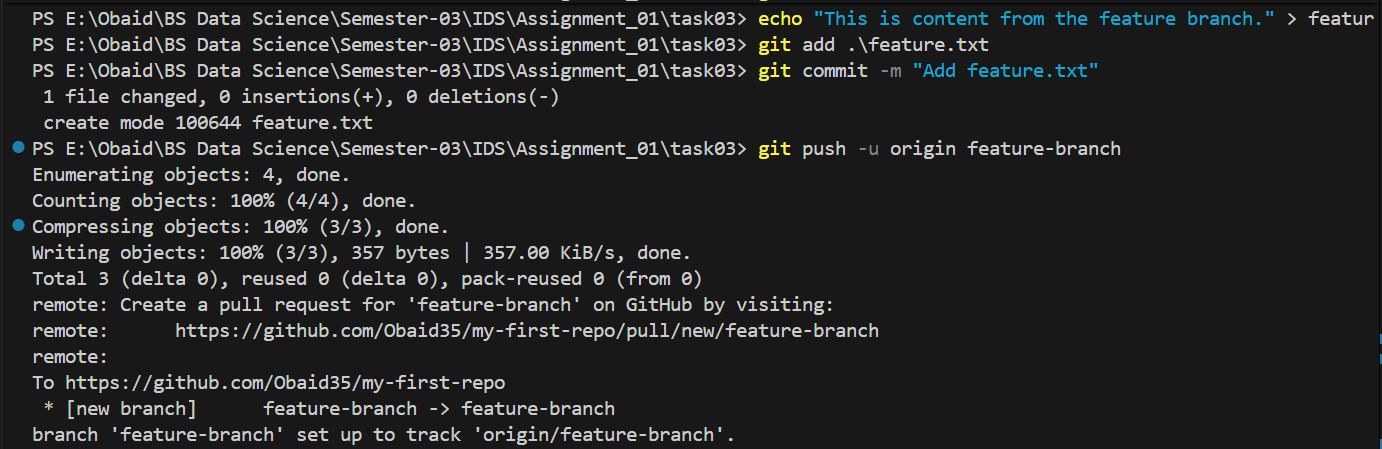 PS E:\Obaid\BS Data Science\Semester-03\IDS\Assignment_01\task03> echo "This is content from the feature branch." > featur
PS E:\Obaid\BS Data Science\Semester-03\IDS\Assignment_01\task03> git add .\feature.txt
PS E:\Obaid\BS Data Science\Semester-03\IDS\Assignment_01\task03> git commit -m "Add feature.txt"
 1 file changed, 0 insertions(+), 0 deletions(-)
 create mode 100644 feature.txt
PS E:\Obaid\BS Data Science\Semester-03\IDS\Assignment_01\task03> git push -u origin feature-branch
Enumerating objects: 4, done.
Counting objects: 100% (4/4), done.
Compressing objects: 100% (3/3), done.
Writing objects: 100% (3/3), 357 bytes | 357.00 KiB/s, done.
Total 3 (delta 0), reused 0 (delta 0), pack-reused 0 (from 0)
remote: Create a pull request for 'feature-branch' on GitHub by visiting:
remote:      https://github.com/Obaid35/my-first-repo/pull/new/feature-branch
remote:
To https://github.com/Obaid35/my-first-repo
 * [new branch]      feature-branch -> feature-branch
branch 'feature-branch' set up to track 'origin/feature-branch'.